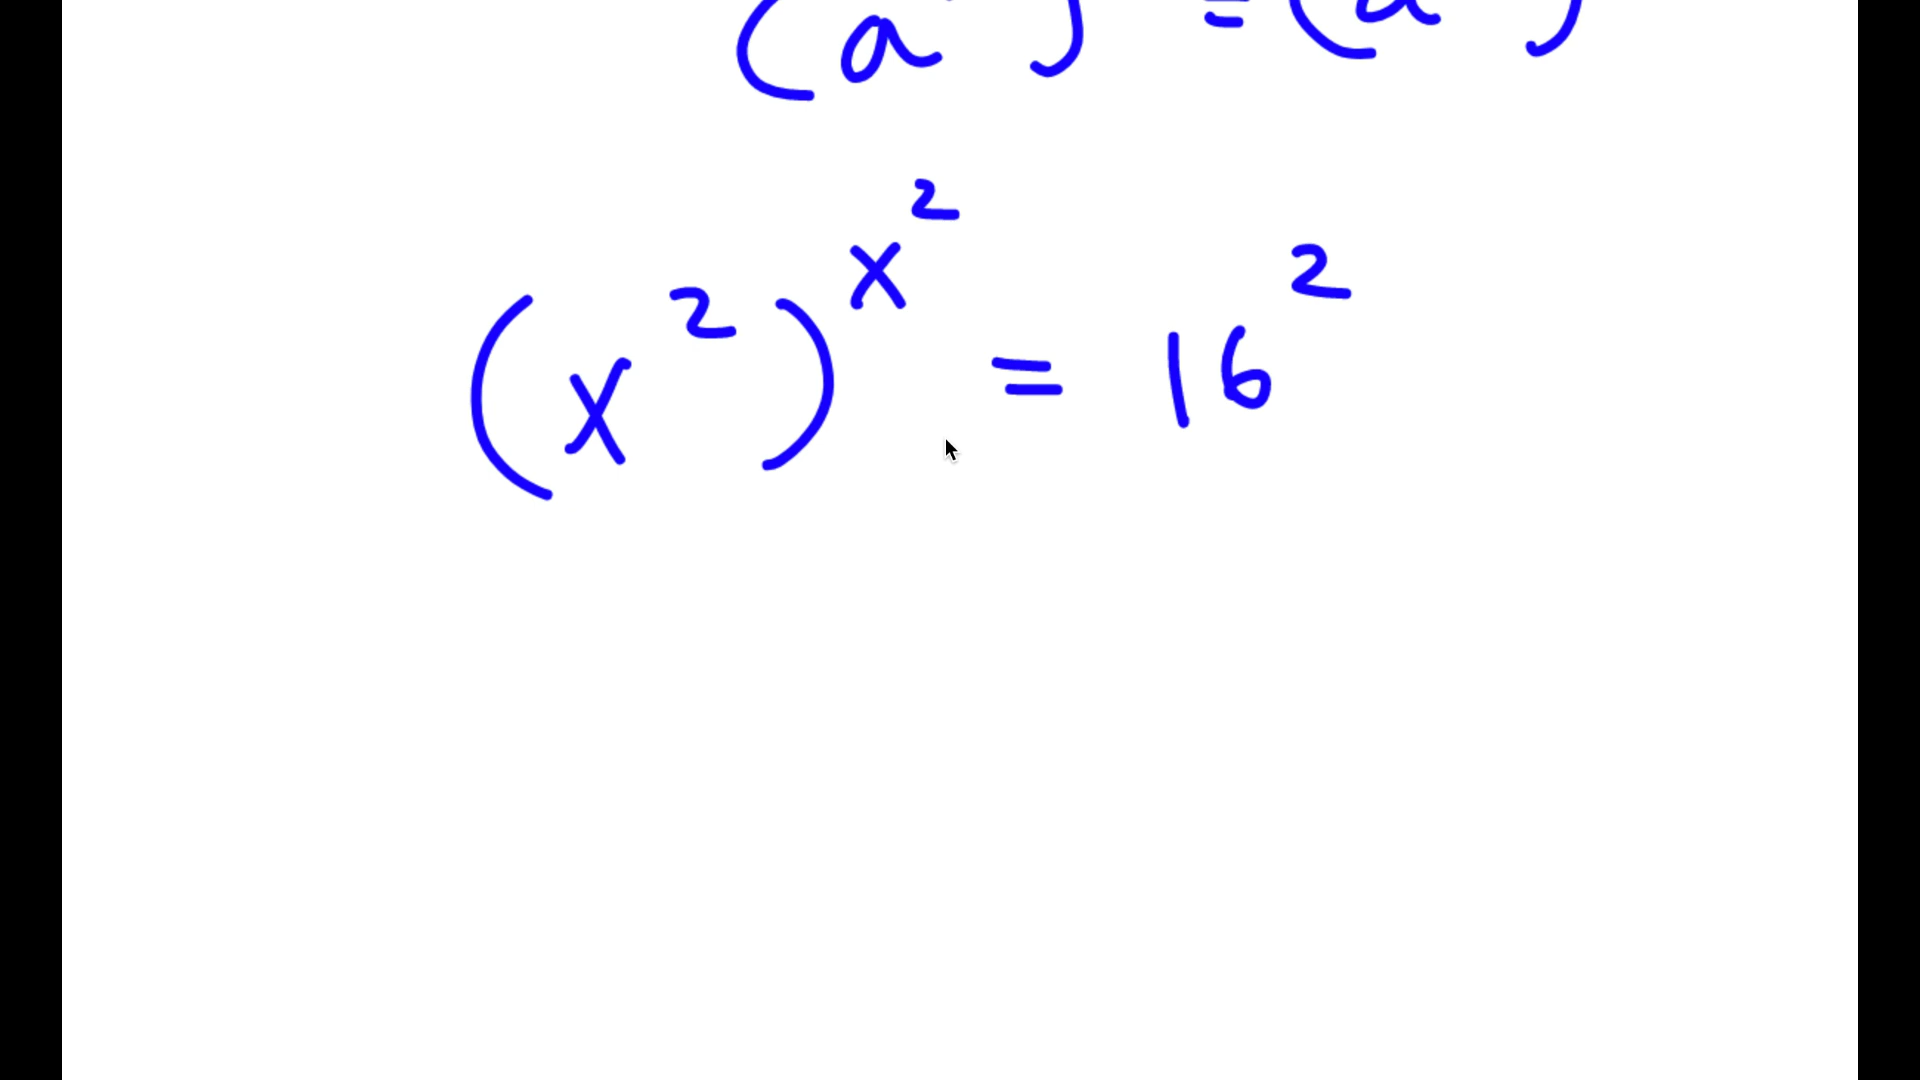 (a ) = (a )
(x²)^x² = 16²